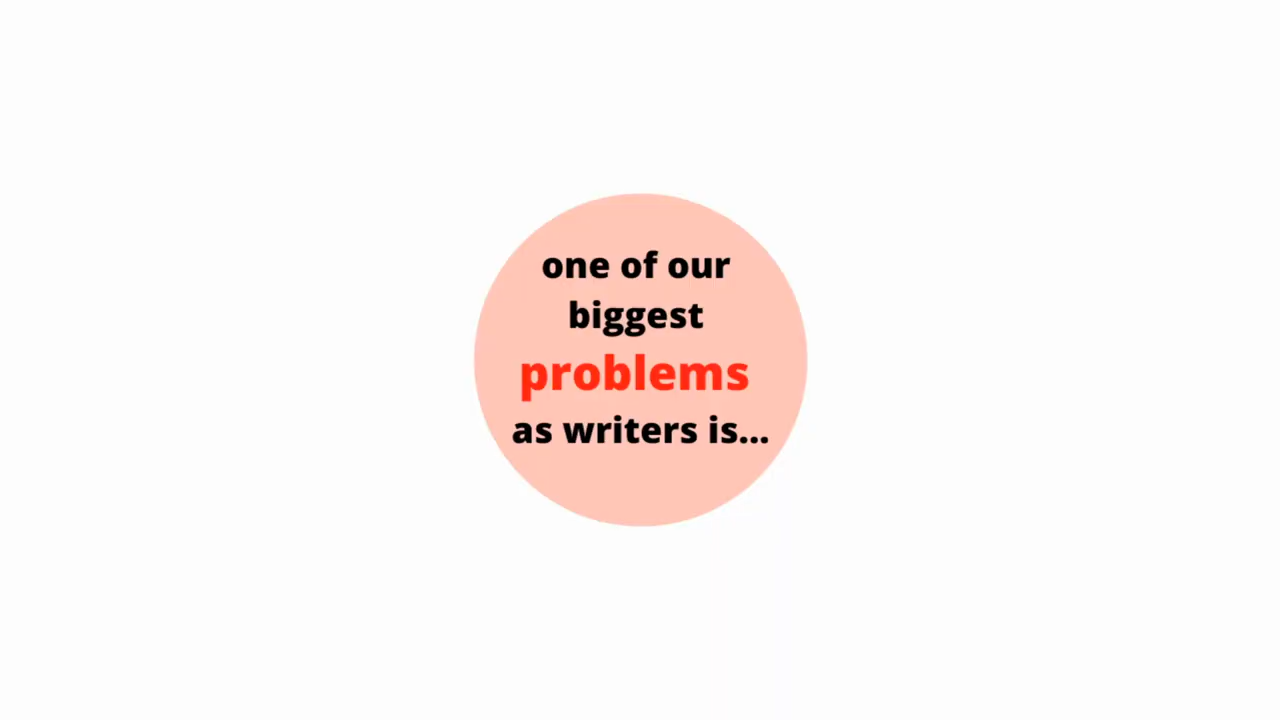 one of our
biggest
problems
as writers is...